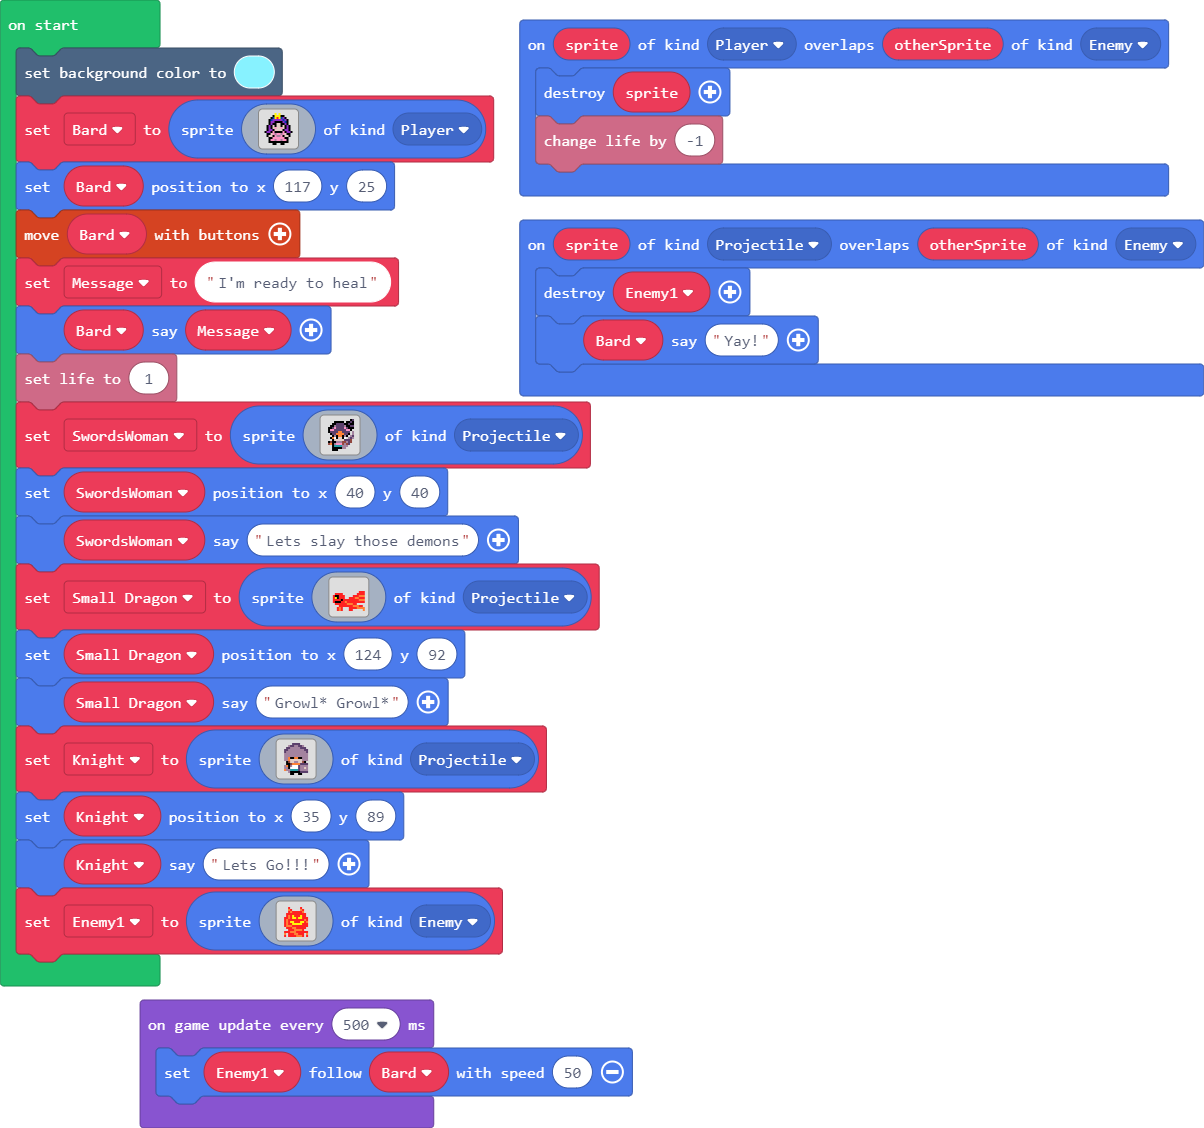 on start
set background color to
set Bard to sprite of kind Player
set Bard position to x 117 y 25
move Bard with buttons
set Message to "I'm ready to heal"
Bard say Message
set life to 1
set SwordsWoman to sprite of kind Projectile
set SwordsWoman position to x 40 y 40
SwordsWoman say "Lets slay those demons"
set Small Dragon to sprite of kind Projectile
set Small Dragon position to x 124 y 92
Small Dragon say "Growl* Growl*"
set Knight to sprite of kind Projectile
set Knight position to x 35 y 89
Knight say "Lets Go!!!"
set Enemy1 to sprite of kind Enemy
on sprite of kind Player overlaps otherSprite of kind Enemy
destroy sprite
change life by -1
on sprite of kind Projectile overlaps otherSprite of kind Enemy
destroy Enemy1
Bard say "Yay!"
on game update every 500 ms
set Enemy1 follow Bard with speed 50